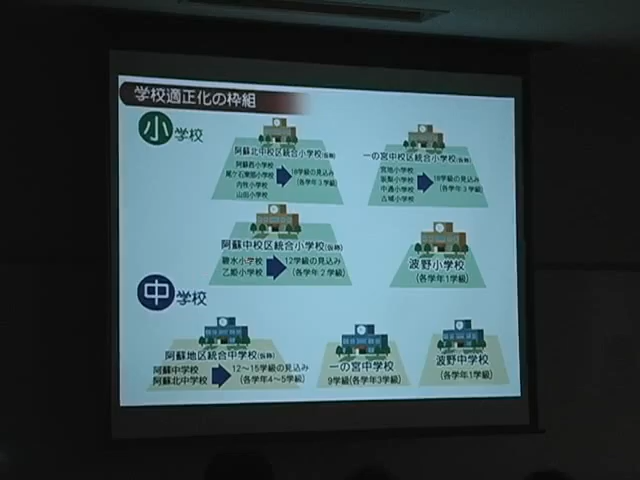 学校適正化の枠組
小学校
阿蘇北中校区統合小学校(仮称)
阿蘇西小学校
尾ケ石東部小学校
内牧小学校
山田小学校
18学級の見込み
(各学年３学級)
一の宮中校区統合小学校(仮称)
宮地小学校
坂梨小学校
中通小学校
古城小学校
18学級の見込み
(各学年３学級)
阿蘇中校区統合小学校(仮称)
碧水小学校
乙姫小学校
12学級の見込み
(各学年２学級)
波野小学校
(各学年1学級)
中学校
阿蘇地区統合中学校(仮称)
阿蘇中学校
阿蘇北中学校
12～15学級の見込み
(各学年4～5学級)
一の宮中学校
9学級(各学年3学級)
波野中学校
(各学年1学級)